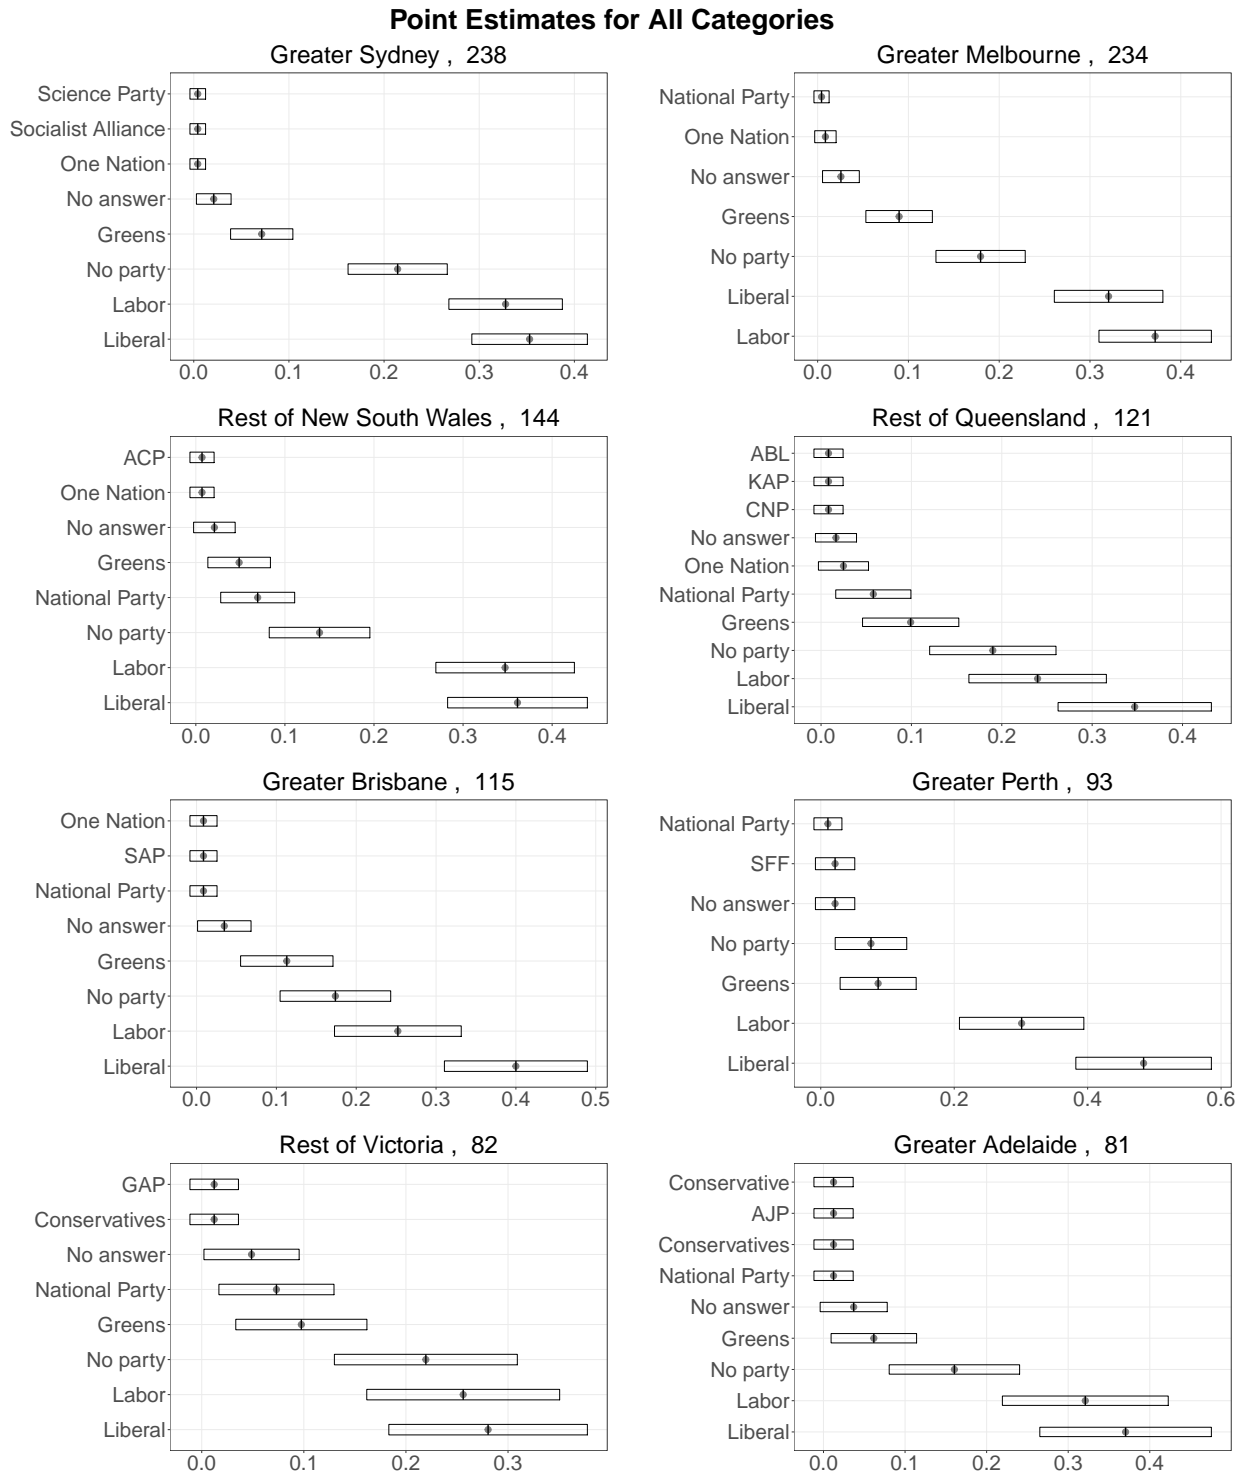 Point Estimates for All Categories
Greater Sydney , 238
Science Party
Socialist Alliance
One Nation
No answer
Greens
No party
Labor
Liberal
0.0 0.1 0.2 0.3 0.4
Greater Melbourne , 234
National Party
One Nation
No answer
Greens
No party
Liberal
Labor
0.0 0.1 0.2 0.3 0.4
Rest of New South Wales , 144
ACP
One Nation
No answer
Greens
National Party
No party
Labor
Liberal
0.0 0.1 0.2 0.3 0.4
Rest of Queensland , 121
ABL
KAP
CNP
No answer
One Nation
National Party
Greens
No party
Labor
Liberal
0.0 0.1 0.2 0.3 0.4
Greater Brisbane , 115
One Nation
SAP
National Party
No answer
Greens
No party
Labor
Liberal
0.0 0.1 0.2 0.3 0.4 0.5
Greater Perth , 93
National Party
SFF
No answer
No party
Greens
Labor
Liberal
0.0 0.2 0.4 0.6
Rest of Victoria , 82
GAP
Conservatives
No answer
National Party
Greens
No party
Labor
Liberal
0.0 0.1 0.2 0.3
Greater Adelaide , 81
Conservative
AJP
Conservatives
National Party
No answer
Greens
No party
Labor
Liberal
0.0 0.1 0.2 0.3 0.4